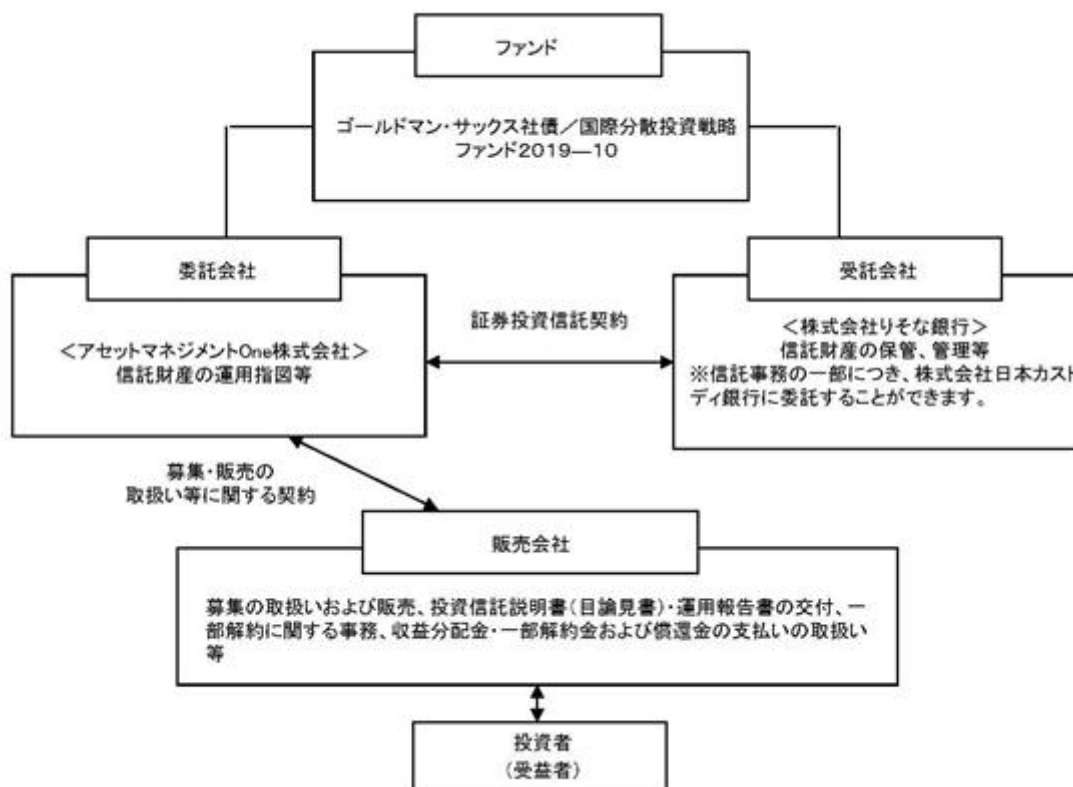 ファンド
ゴールドマン・サックス社債／国際分散投資戦略
ファンド2019―10
委託会社
受託会社
＜アセットマネジメントOne株式会社＞
信託財産の運用指図等
証券投資信託契約
＜株式会社りそな銀行＞
信託財産の保管、管理等
※信託事務の一部につき、株式会社日本カスト
ディ銀行に委託することができます。
募集・販売の
取扱い等に関する契約
販売会社
募集の取扱いおよび販売、投資信託説明書（目論見書）・運用報告書の交付、一
部解約に関する事務、収益分配金・一部解約金および償還金の支払いの取扱い
等
投資者
（受益者）